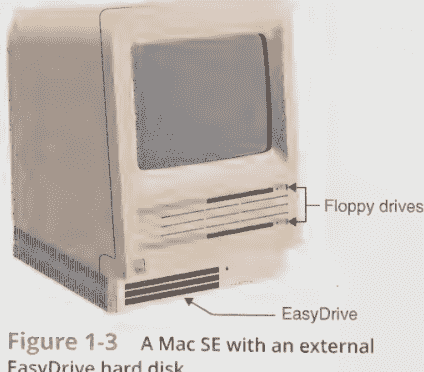 Floppy drives
EasyDrive
Figure 1-3 A Mac SE with an external
EasyDrive hard disk